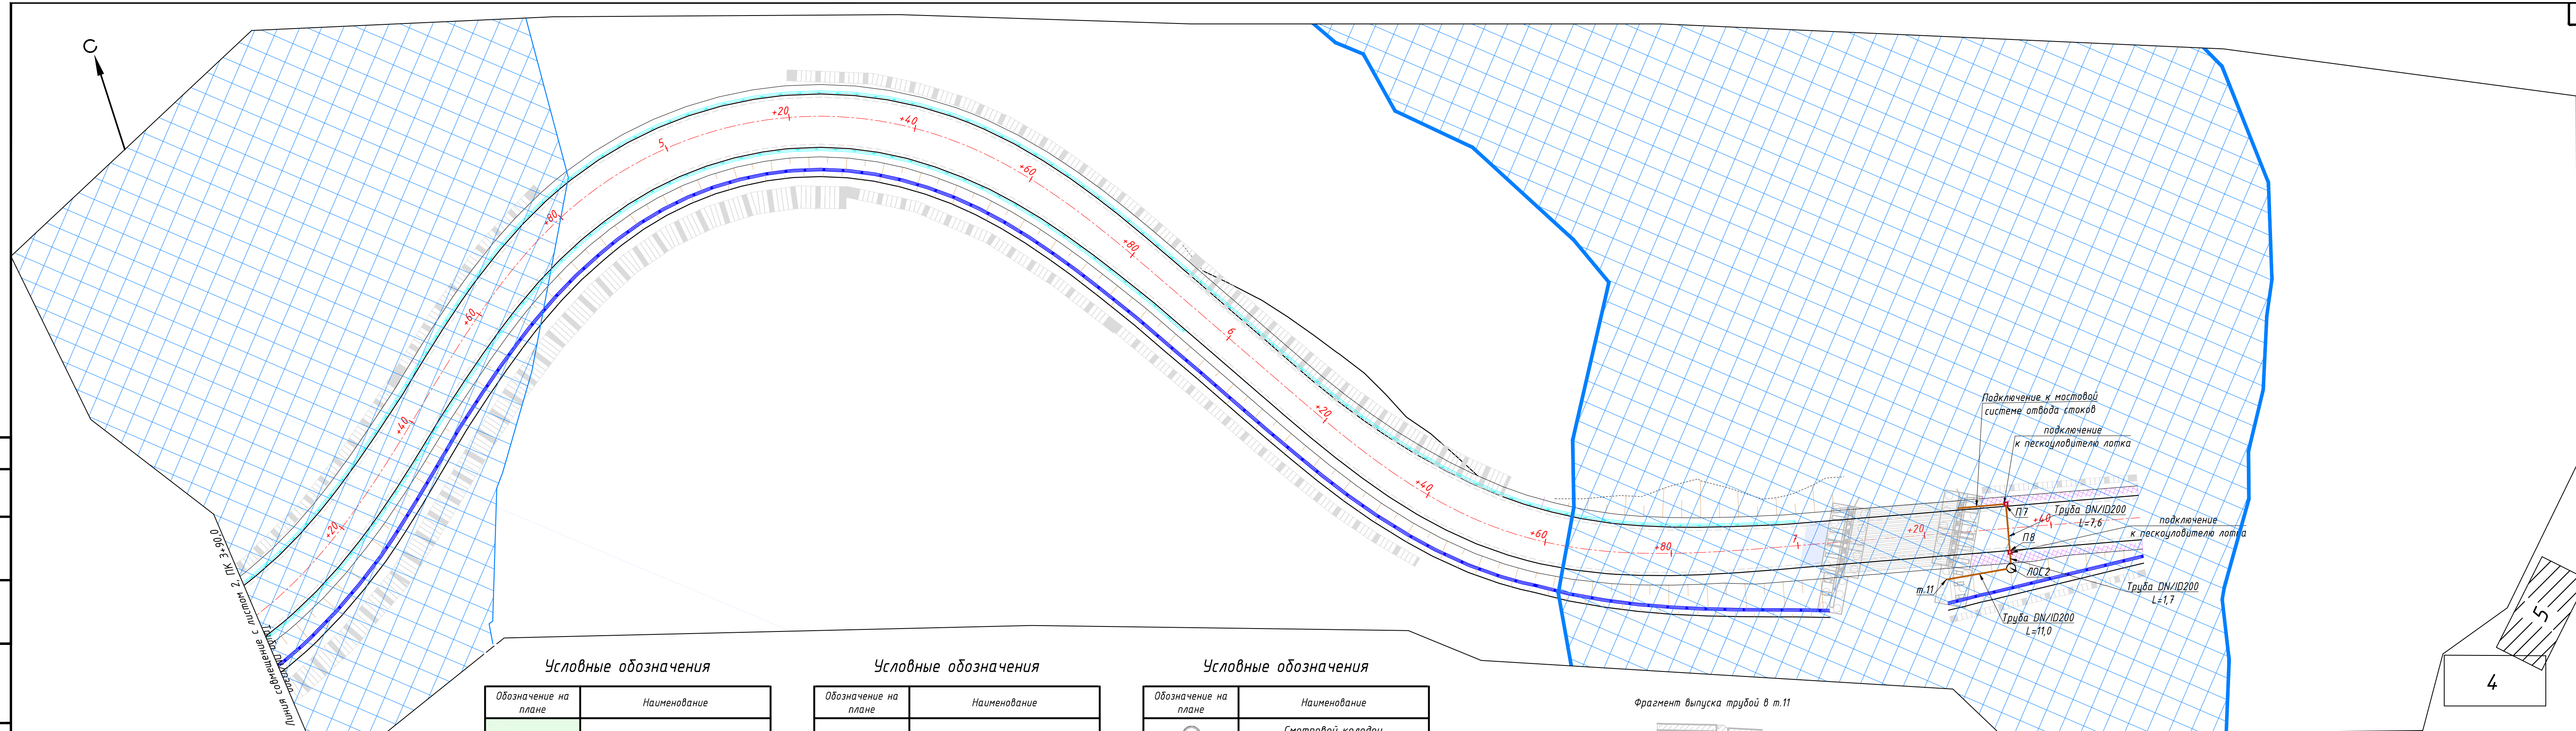 С
+20
+40
5
+60
+80
+80
+60
6
+40
+20
+20
+40
+60
+80
7
+20
+40
Подключение к мостовой
системе отвода стоков
подключение
к пескоуловителю лотка
П7
Труба DN/ID200
L=7,6
подключение
к пескоуловителю лотка
П8
ЛОС2
т.11
Труба DN/ID200
L=1,7
Труба DN/ID200
L=11,0
Линия совмещения с листом 2, ПК 3+90,0
5
4
Условные обозначения
Обозначение на
плане
Наименование
Условные обозначения
Обозначение на
плане
Наименование
Условные обозначения
Обозначение на
плане
Наименование
Смотровой колодец
Фрагмент выпуска трубой в т.11